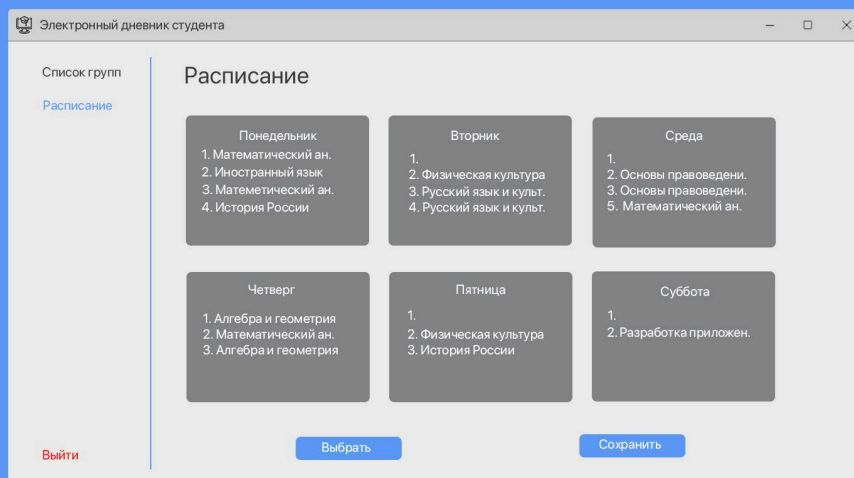 Электронный дневник студента
Список групп
Расписание
Расписание
Понедельник
1. Математический ан.
2. Иностранный язык
3. Матеметический ан.
4. История России
Вторник
1.
2. Физическая культура
3. Русский язык и культ.
4. Русский язык и культ.
Среда
1.
2. Основы правоведени.
3. Основы правоведени.
5. Математический ан.
Четверг
1. Алгебра и геометрия
2. Математический ан.
3. Алгебра и геометрия
Пятница
1.
2. Физическая культура
3. История России
Суббота
1.
2. Разработка приложен.
Выбрать
Сохранить
Выйти